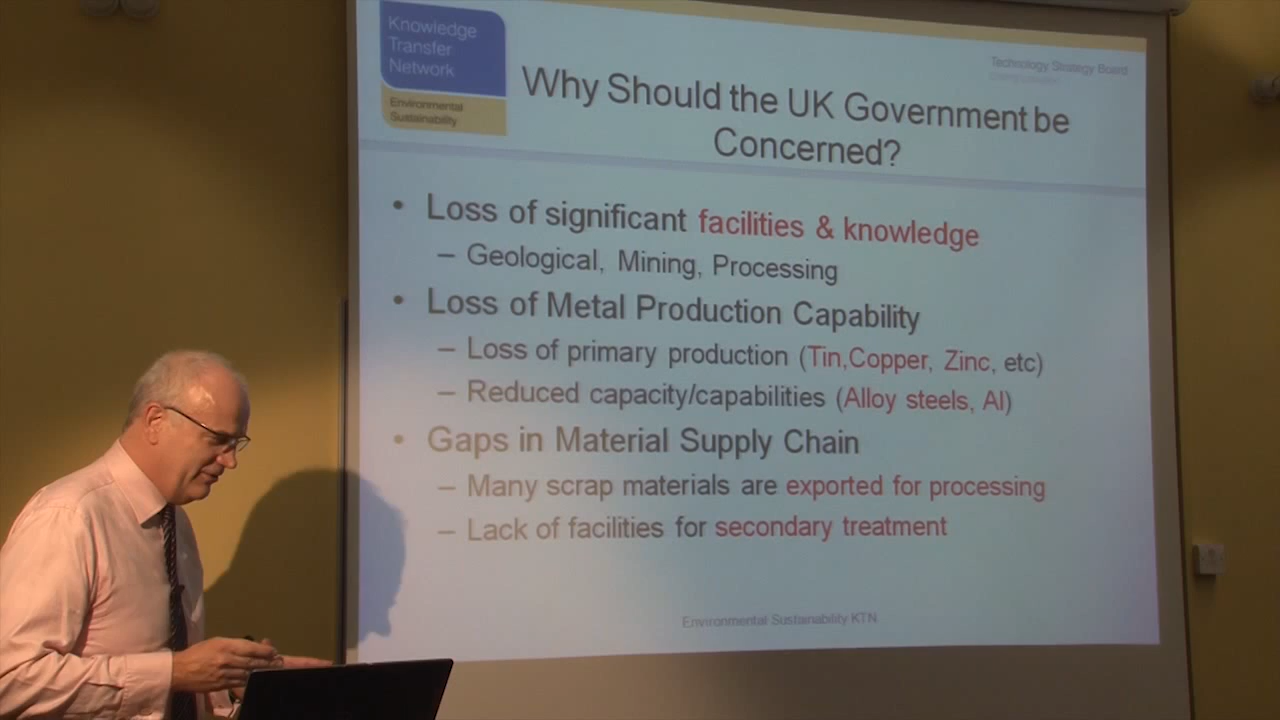 Knowledge
Transfer
Network
Environmental
Sustainability
Technology Strategy Board
Why Should the UK Government be
Concerned?
• Loss of significant facilities & knowledge
– Geological, Mining, Processing
• Loss of Metal Production Capability
– Loss of primary production (Tin,Copper, Zinc, etc)
– Reduced capacity/capabilities (Alloy steels, Al)
• Gaps in Material Supply Chain
– Many scrap materials are exported for processing
– Lack of facilities for secondary treatment
Environmental Sustainability KTN